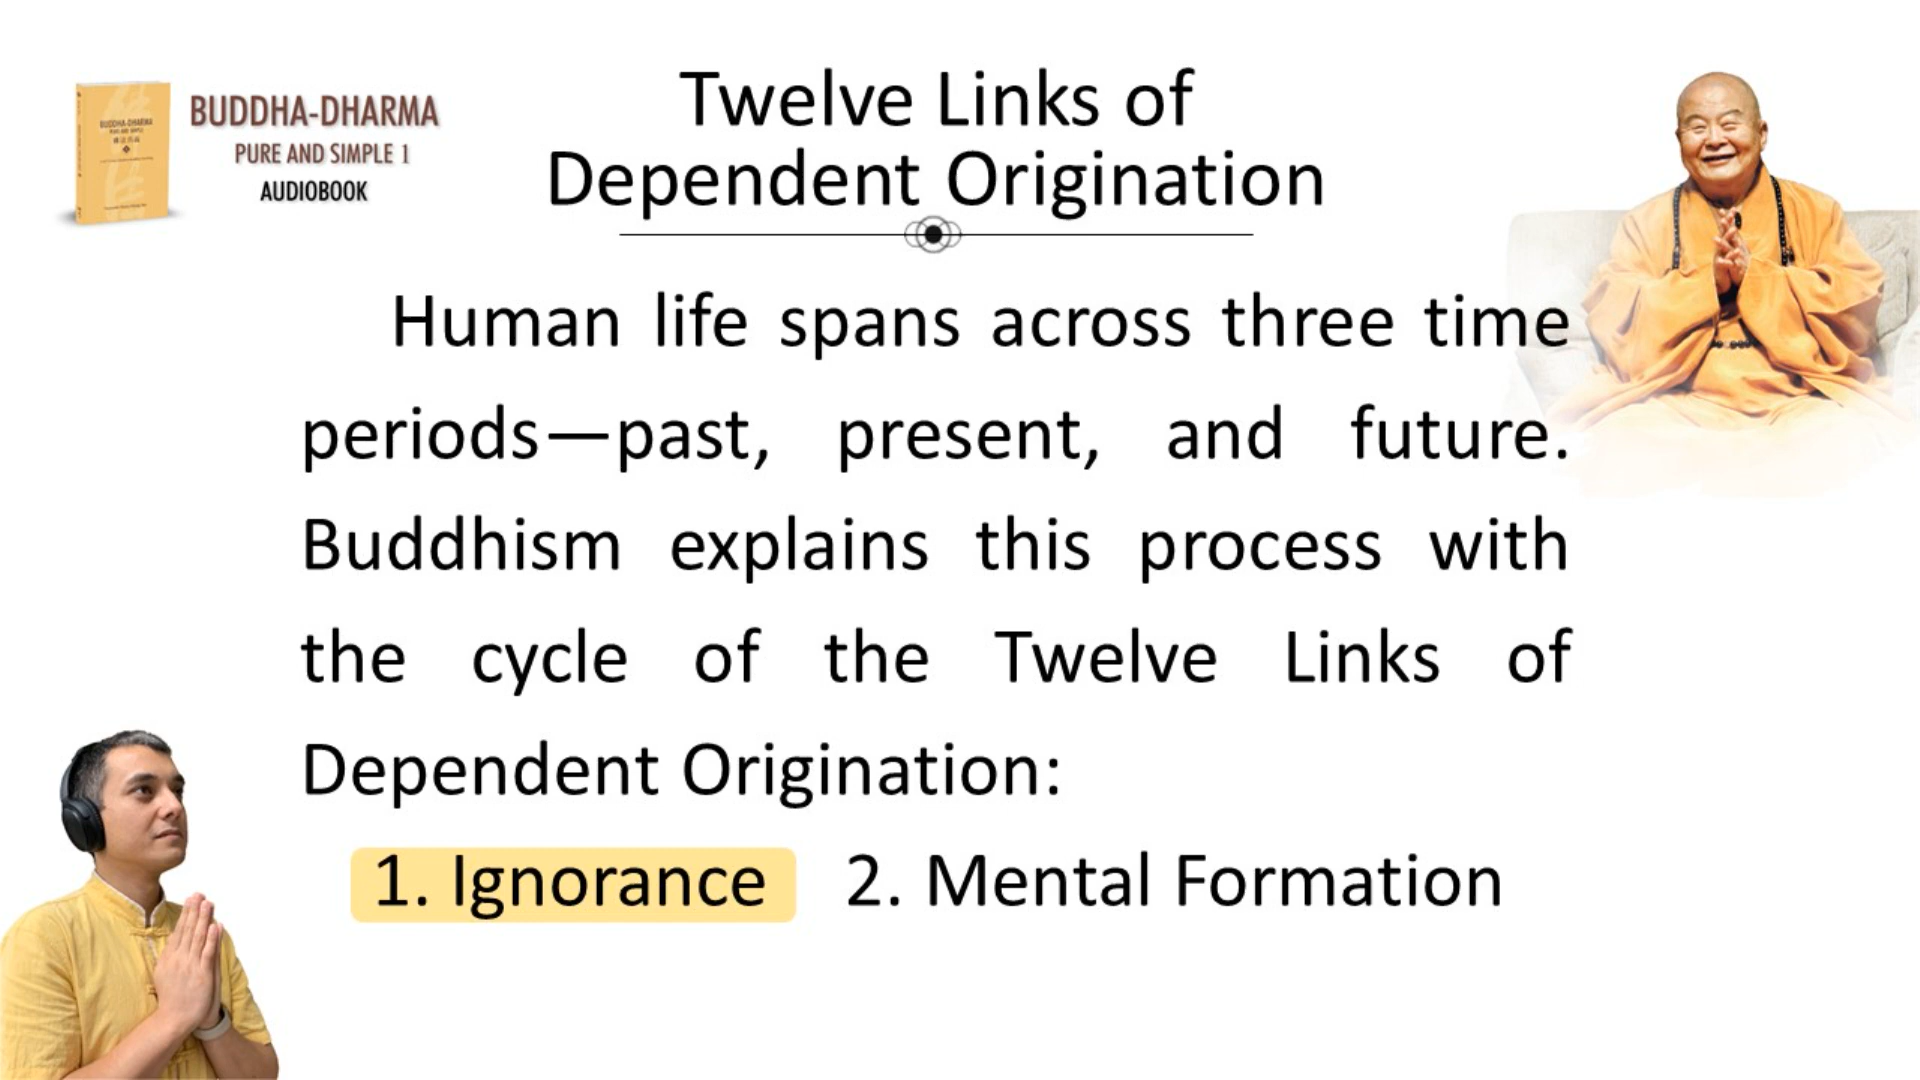 BUDDHA-DHARMA
PURE AND SIMPLE 1
AUDIOBOOK
BUDDHA-DHARMA
Twelve Links of
Dependent Origination
Human life spans across three time
periods—past, present, and future.
Buddhism explains this process with
the cycle of the Twelve Links of
Dependent Origination:
1. Ignorance 2. Mental Formation